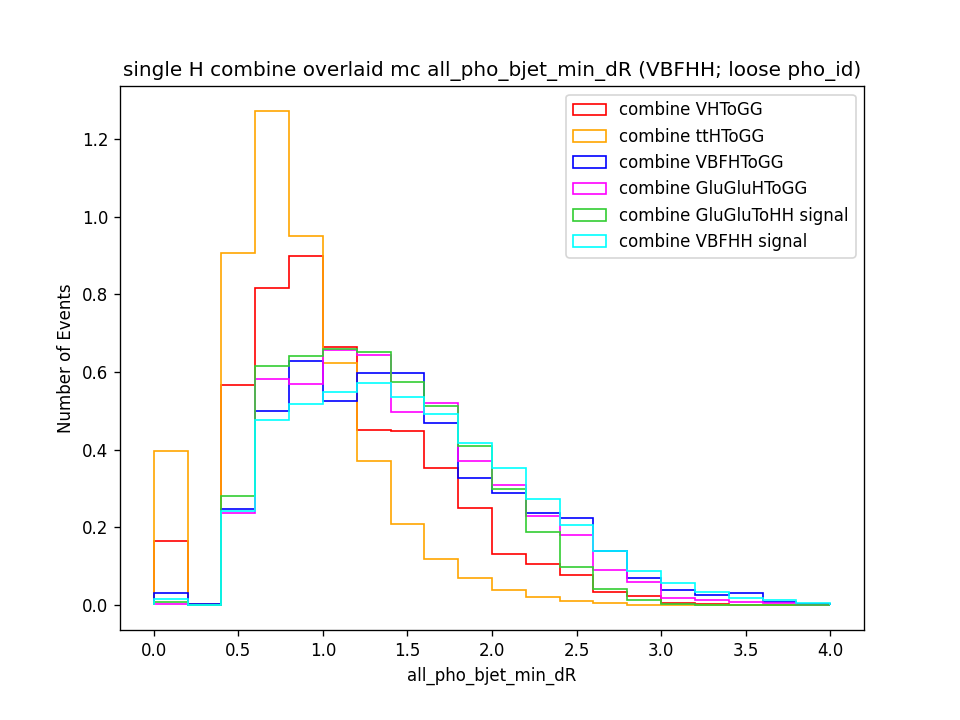 single H combine overlaid mc all_pho_bjet_min_dR (VBFHH; loose pho_id)
combine VHToGG
combine ttHToGG
combine VBFHToGG
combine GluGluHToGG
combine GluGluToHH signal
combine VBFHH signal
Number of Events
1.2
1.0
0.8
0.6
0.4
0.2
0.0
0.0 0.5 1.0 1.5 2.0 2.5 3.0 3.5 4.0
all_pho_bjet_min_dR